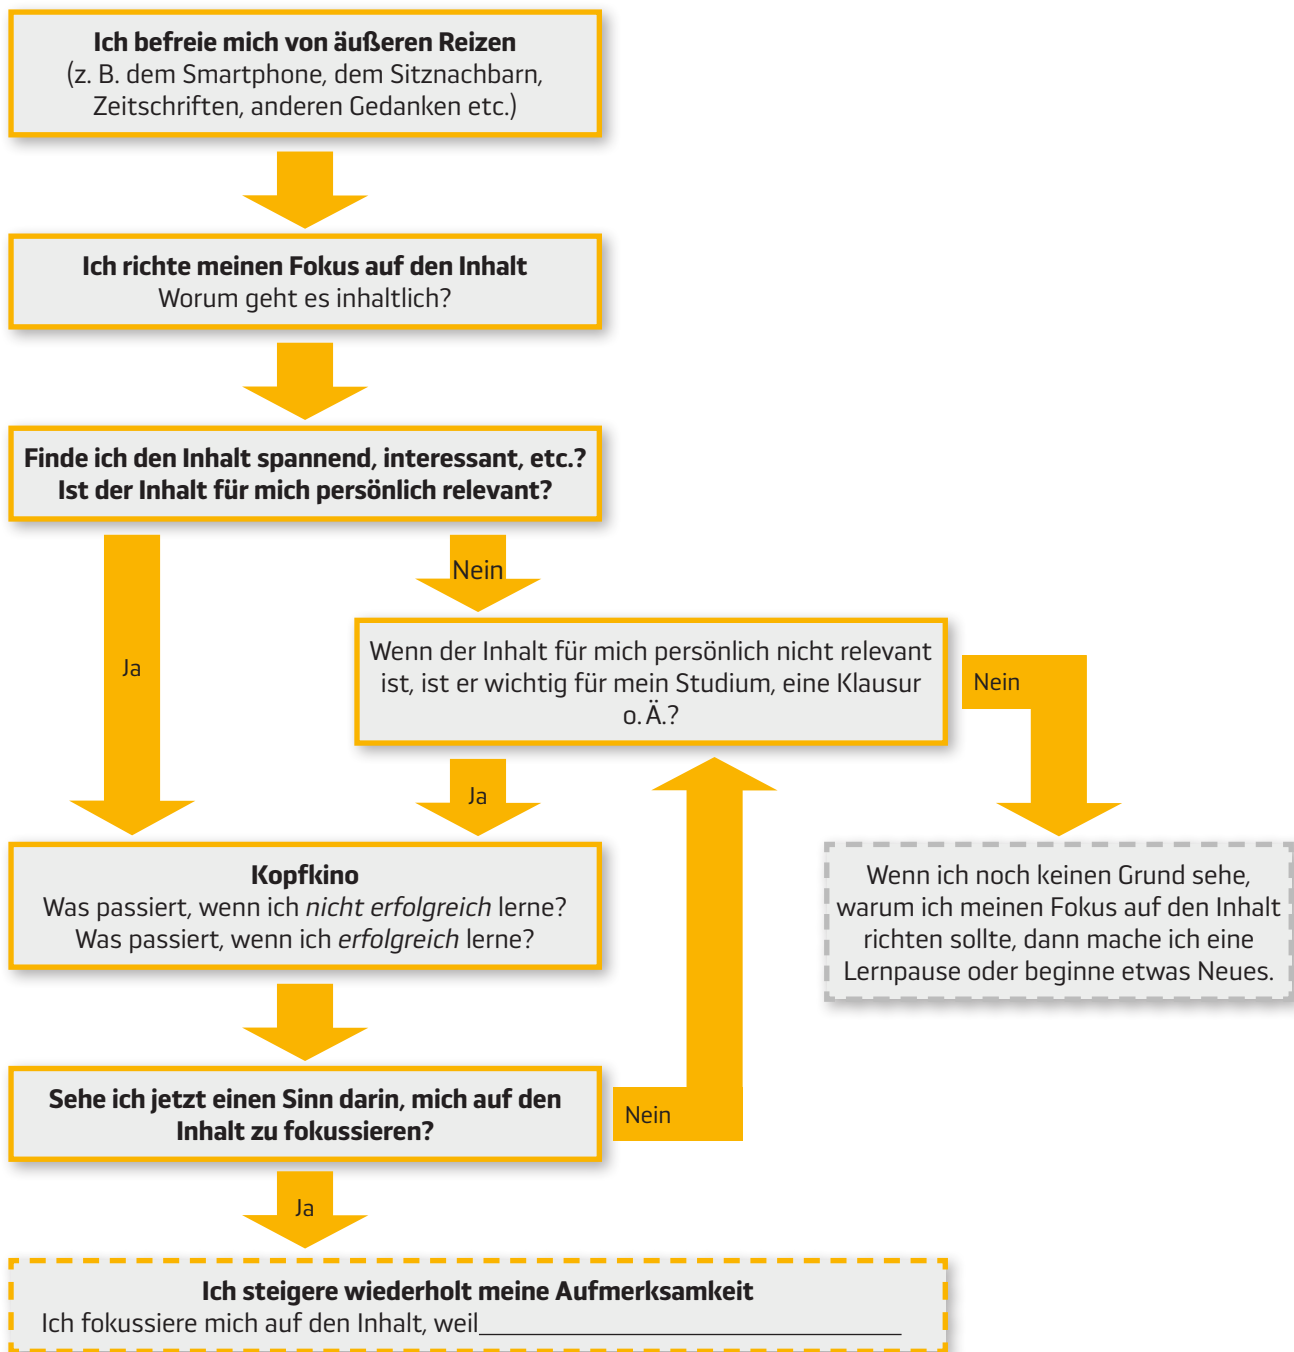 Ich befreie mich von äußeren Reizen
(z. B. dem Smartphone, dem Sitznachbarn,
Zeitschriften, anderen Gedanken etc.)
Ich richte meinen Fokus auf den Inhalt
Worum geht es inhaltlich?
Finde ich den Inhalt spannend, interessant, etc.?
Ist der Inhalt für mich persönlich relevant?
Ja
Nein
Wenn der Inhalt für mich persönlich nicht relevant
ist, ist er wichtig für mein Studium, eine Klausur
o. Ä.?
Nein
Ja
Kopfkino
Was passiert, wenn ich nicht erfolgreich lerne?
Was passiert, wenn ich erfolgreich lerne?
Wenn ich noch keinen Grund sehe,
warum ich meinen Fokus auf den Inhalt
richten sollte, dann mache ich eine
Lernpause oder beginne etwas Neues.
Sehe ich jetzt einen Sinn darin, mich auf den
Inhalt zu fokussieren?
Nein
Ja
Ich steigere wiederholt meine Aufmerksamkeit
Ich fokussiere mich auf den Inhalt, weil__________________________________